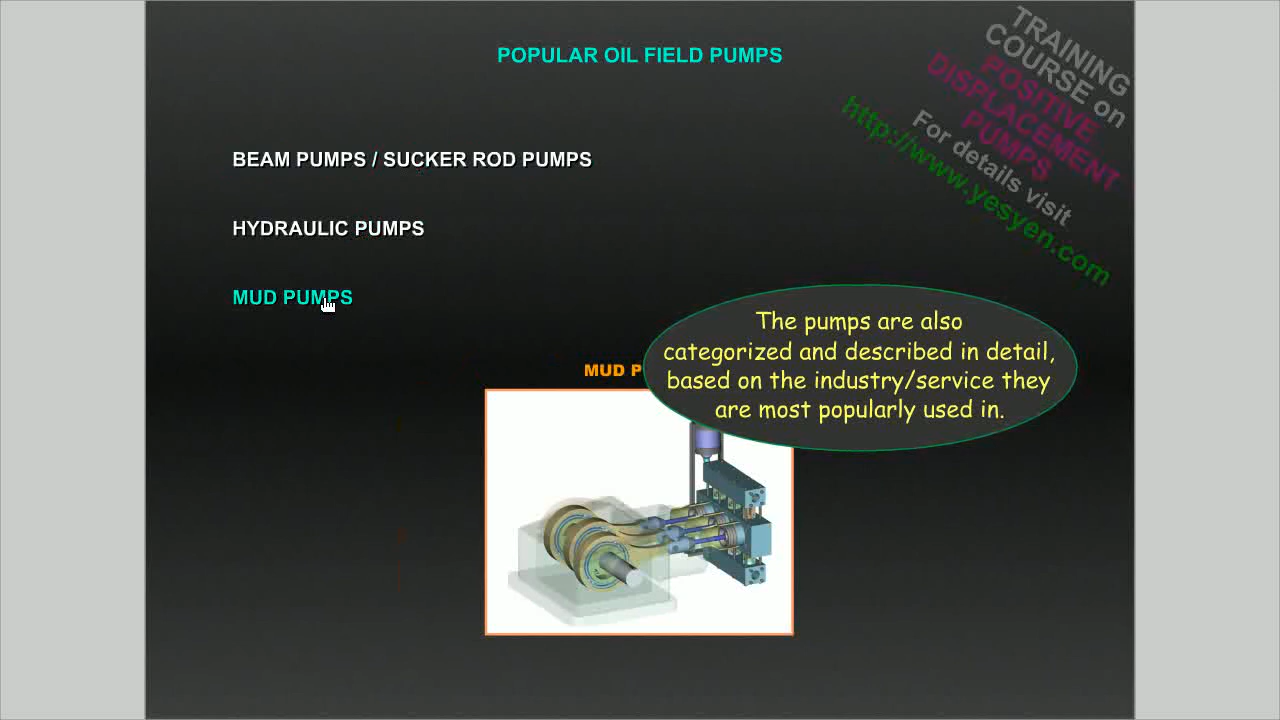 POPULAR OIL FIELD PUMPS
TRAINING
COURSE on
POSITIVE
DISPLACEMENT
PUMPS
For details visit
http://www.yesyen.com
BEAM PUMPS / SUCKER ROD PUMPS
HYDRAULIC PUMPS
MUD PUMPS
The pumps are also
categorized and described in detail,
based on the industry/service they
are most popularly used in.
MUD P